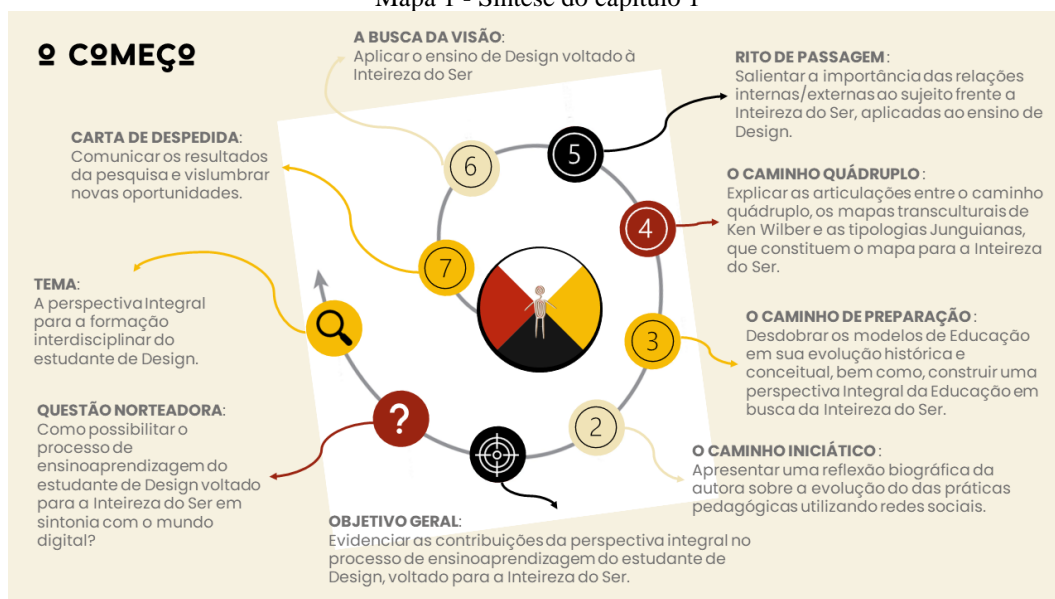 Mapa 1 - Síntese do capítulo 1
O COMEÇO
A BUSCA DA VISÃO:
Aplicar o ensino de Design voltado à
Inteireza do Ser
RITO DE PASSAGEM:
Salientar a importância das relações
internas/externas ao sujeito frente a
Inteireza do Ser, aplicadas ao ensino de
Design.
CARTA DE DESPEDIDA:
Comunicar os resultados
da pesquisa e vislumbrar
novas oportunidades.
6
5
O CAMINHO QUÁDRUPLO:
Explicar as articulações entre o caminho
quádruplo, os mapas transculturais de
Ken Wilber e as tipologias Junguianas,
que constituem o mapa para a Inteireza
do Ser.
4
7
TEMA:
A perspectiva Integral
para a formação
interdisciplinar do
estudante de Design.
O CAMINHO DE PREPARAÇÃO:
Desdobrar os modelos de Educação
em sua evolução histórica e
conceitual, bem como, construir uma
perspectiva Integral da Educação em
busca da Inteireza do Ser.
3
QUESTÃO NORTEADORA:
Como possibilitar o
processo de
ensinoaprendizagem do
estudante de Design voltado
para a Inteireza do Ser em
sintonia com o mundo
digital?
?
2
O CAMINHO INICIÁTICO:
Apresentar uma reflexão biográfica da
autora sobre a evolução do das práticas
pedagógicas utilizando redes sociais.
OBJETIVO GERAL:
Evidenciar as contribuições da perspectiva integral no
processo de ensinoaprendizagem do estudante de
Design, voltado para a Inteireza do Ser.